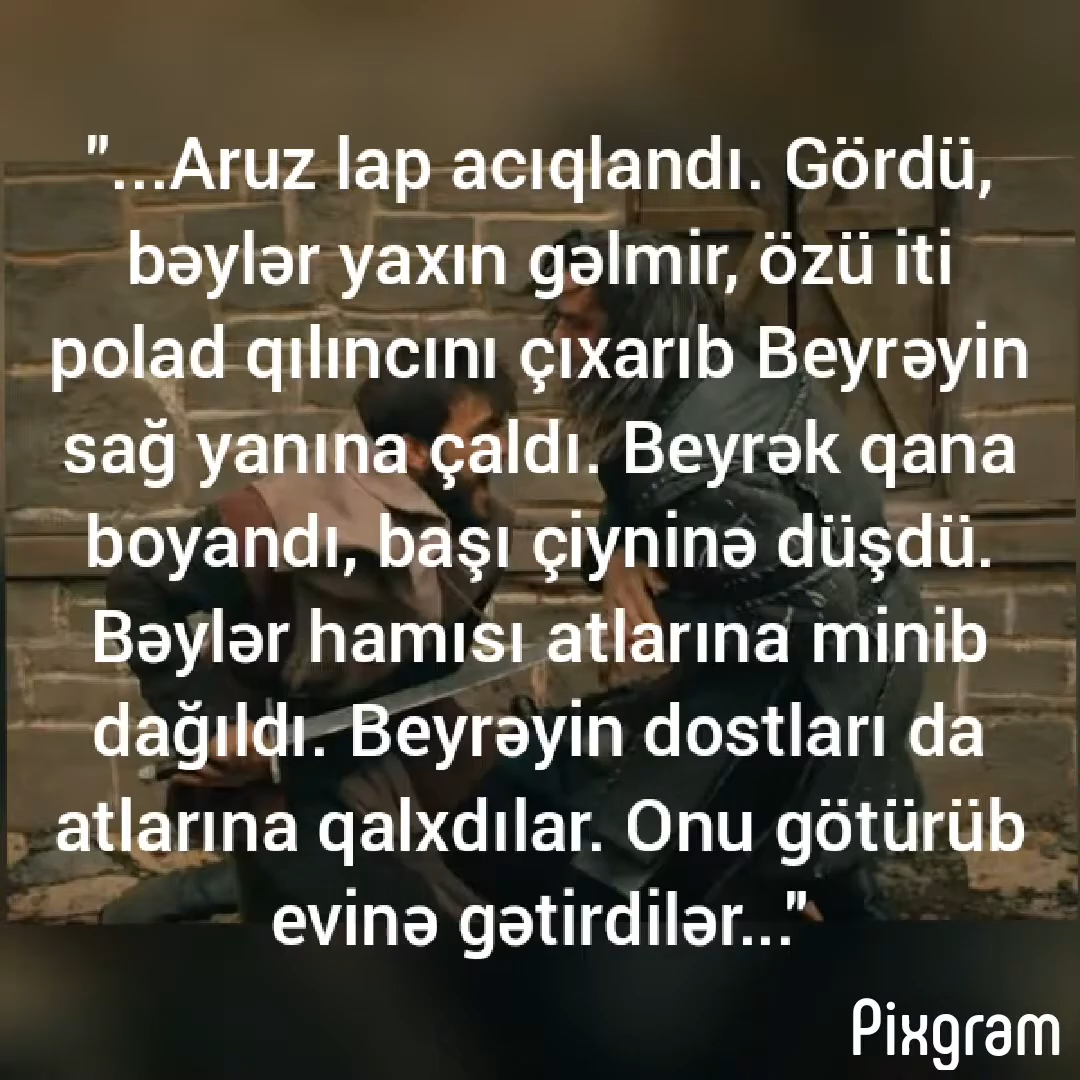 "...Aruz lap acıqlandı. Gördü,
bəylər yaxın gəlmir, özü iti
polad qılıncını çıxarıb Beyrəyin
sağ yanına çaldı. Beyrək qana
boyandı, başı çiyninə düşdü.
Bəylər hamısı atlarına minib
dağıldı. Beyrəyin dostları da
atlarına qalxdılar. Onu götürüb
evinə gətirdilər..."
Pixgram